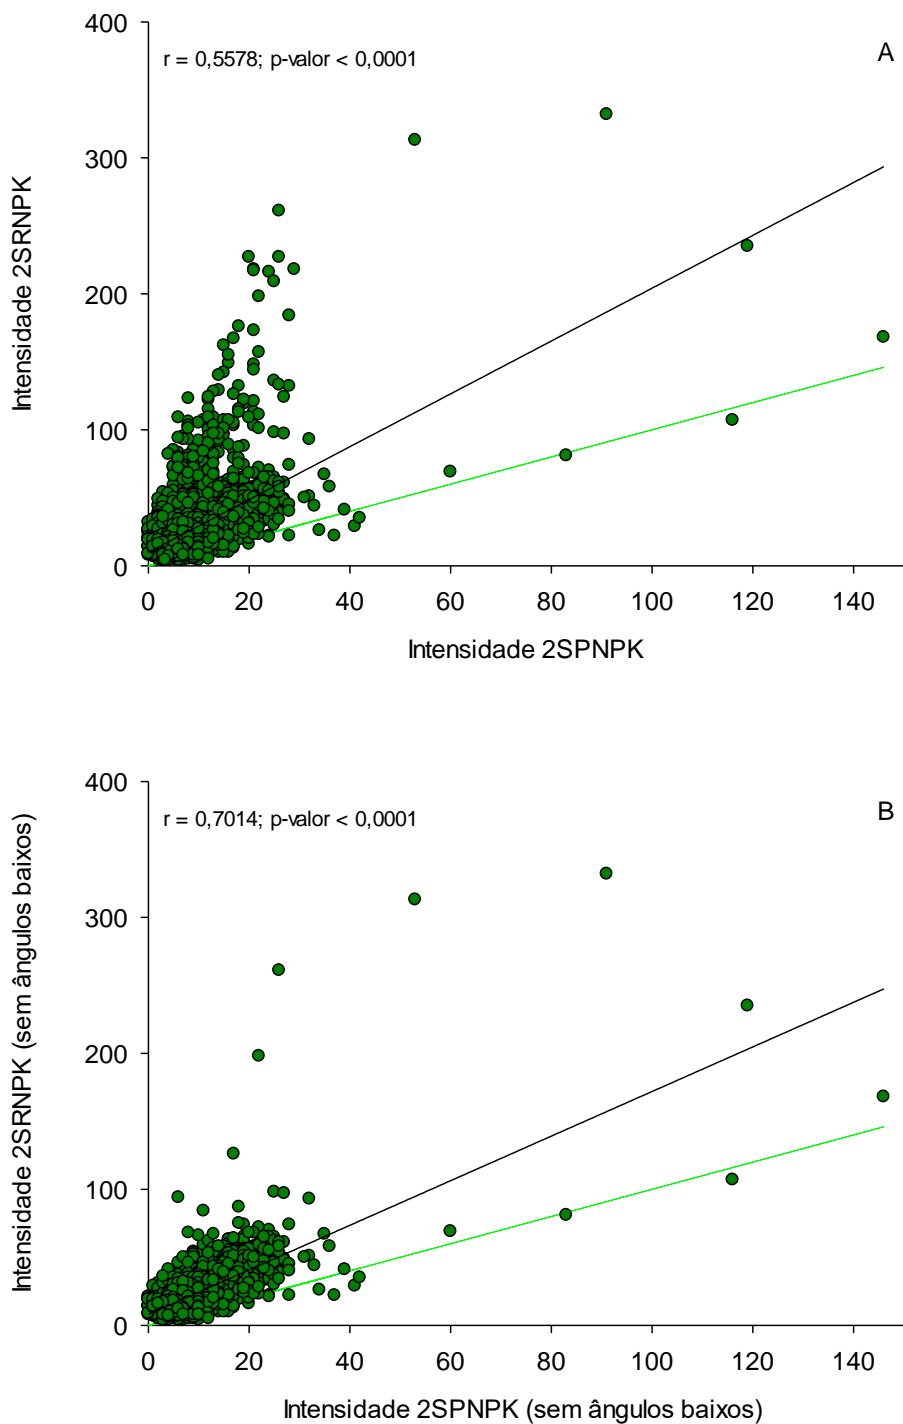 400
r = 0,5578; p-valor < 0,0001
A
300
Intensidade 2SRNPK
200
100
0
0 20 40 60 80 100 120 140
Intensidade 2SPNPK
400
r = 0,7014; p-valor < 0,0001
B
300
Intensidade 2SRNPK (sem ângulos baixos)
200
100
0
0 20 40 60 80 100 120 140
Intensidade 2SPNPK (sem ângulos baixos)